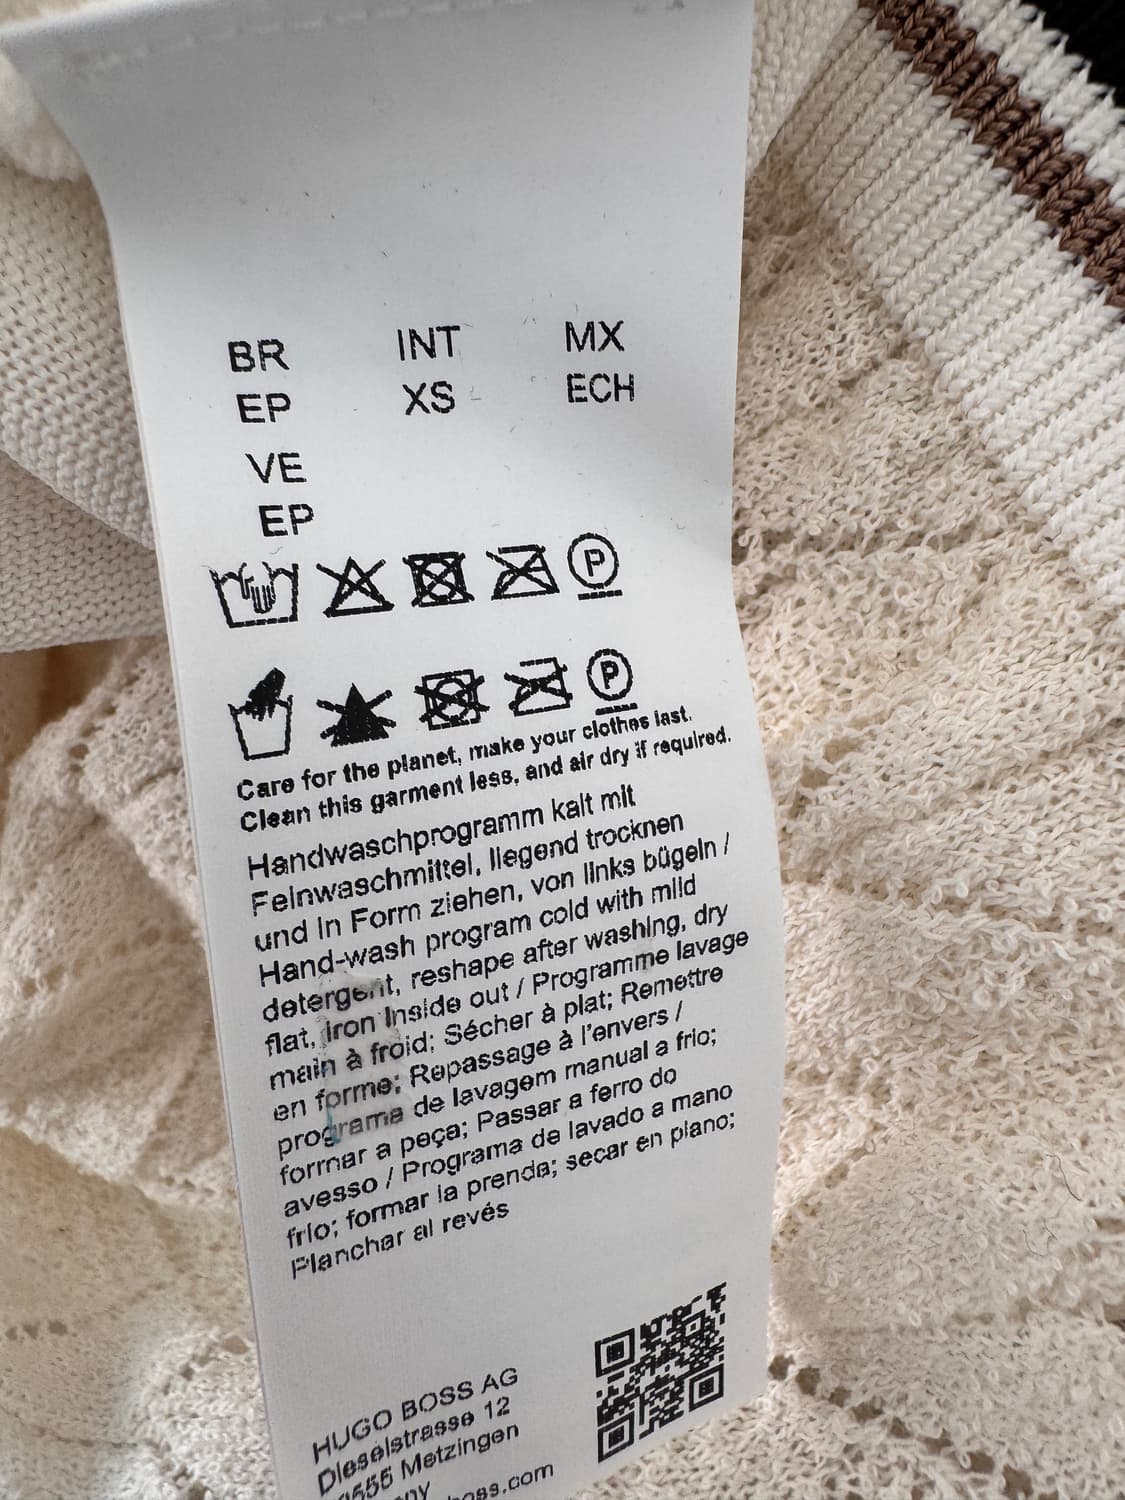 BR INT MX
EP XS ECH
VE
EP
P
P
Care for the planet, make your clothes last.
Clean this garment less, and air dry if required.
Handwaschprogramm kalt mit
Feinwaschmittel, liegend trocknen
und in Form ziehen, von links bügeln /
Hand-wash program cold with mild
detergent, reshape after washing, dry
flat, iron inside out / Programme lavage
main à froid; Sécher à plat; Remettre
en forme; Repassage à l'envers /
programa de lavagem manual a frio;
formar a peça; Passar a ferro do
avesso / Programa de lavado a mano
frío; formar la prenda; secar en plano;
Planchar al revés
HUGO BOSS AG
Dieselstrasse 12
Metzingen